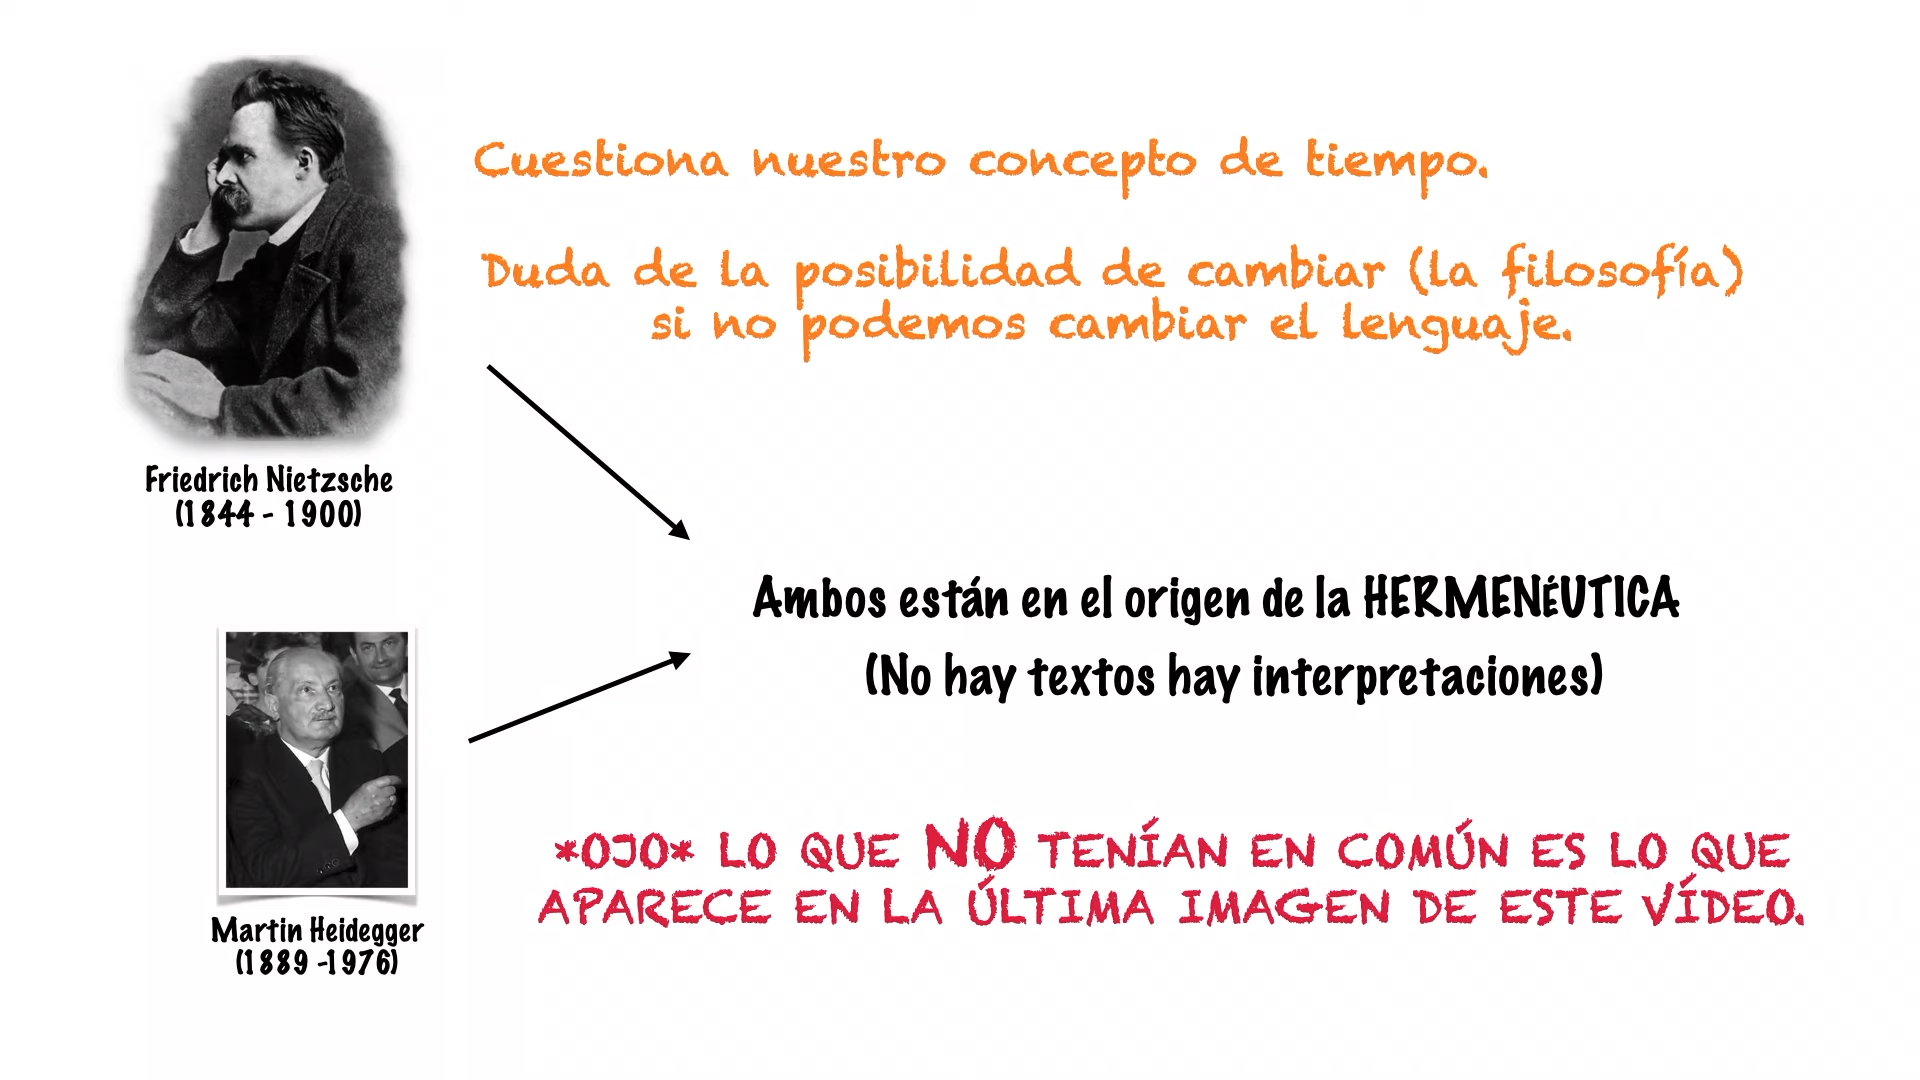 Cuestiona nuestro concepto de tiempo.
Duda de la posibilidad de cambiar (la filosofía)
si no podemos cambiar el lenguaje.
Friedrich Nietzsche
(1844 - 1900)
Ambos están en el origen de la HERMENÉUTICA
(No hay textos hay interpretaciones)
*OJO* LO QUE NO TENÍAN EN COMÚN ES LO QUE
APARECE EN LA ÚLTIMA IMAGEN DE ESTE VÍDEO.
Martin Heidegger
(1889 -1976)